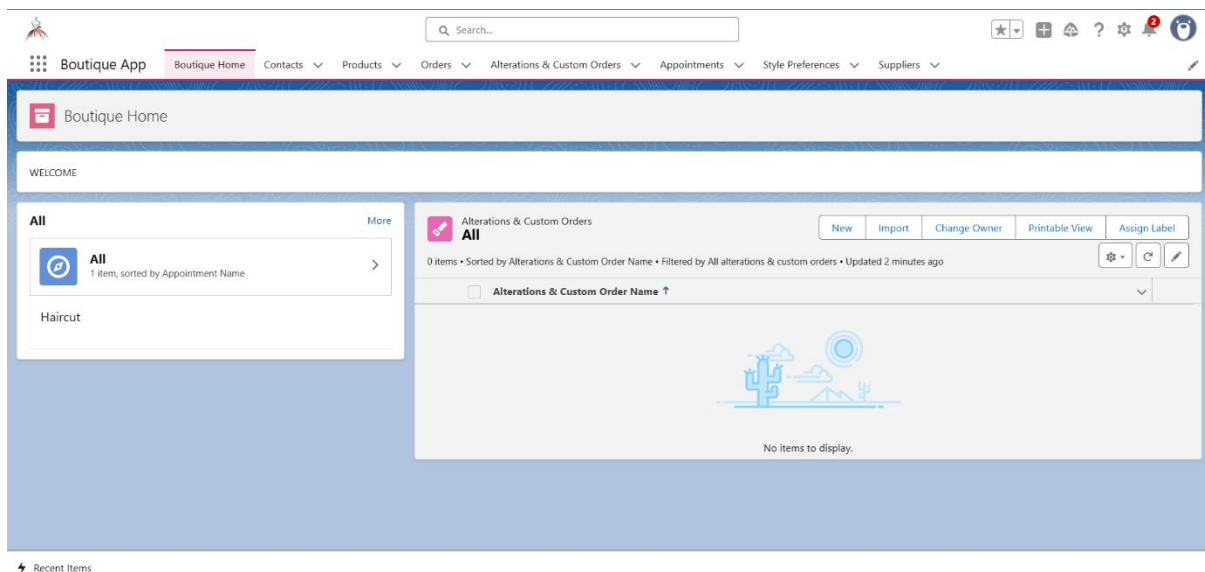 Search...
2
Boutique App
Boutique Home
Contacts
Products
Orders
Alterations & Custom Orders
Appointments
Style Preferences
Suppliers
Boutique Home
WELCOME
All
More
All
1 item, sorted by Appointment Name
Haircut
Alterations & Custom Orders
All
New
Import
Change Owner
Printable View
Assign Label
0 items • Sorted by Alterations & Custom Order Name • Filtered by All alterations & custom orders • Updated 2 minutes ago
Alterations & Custom Order Name ↑
No items to display.
Recent Items